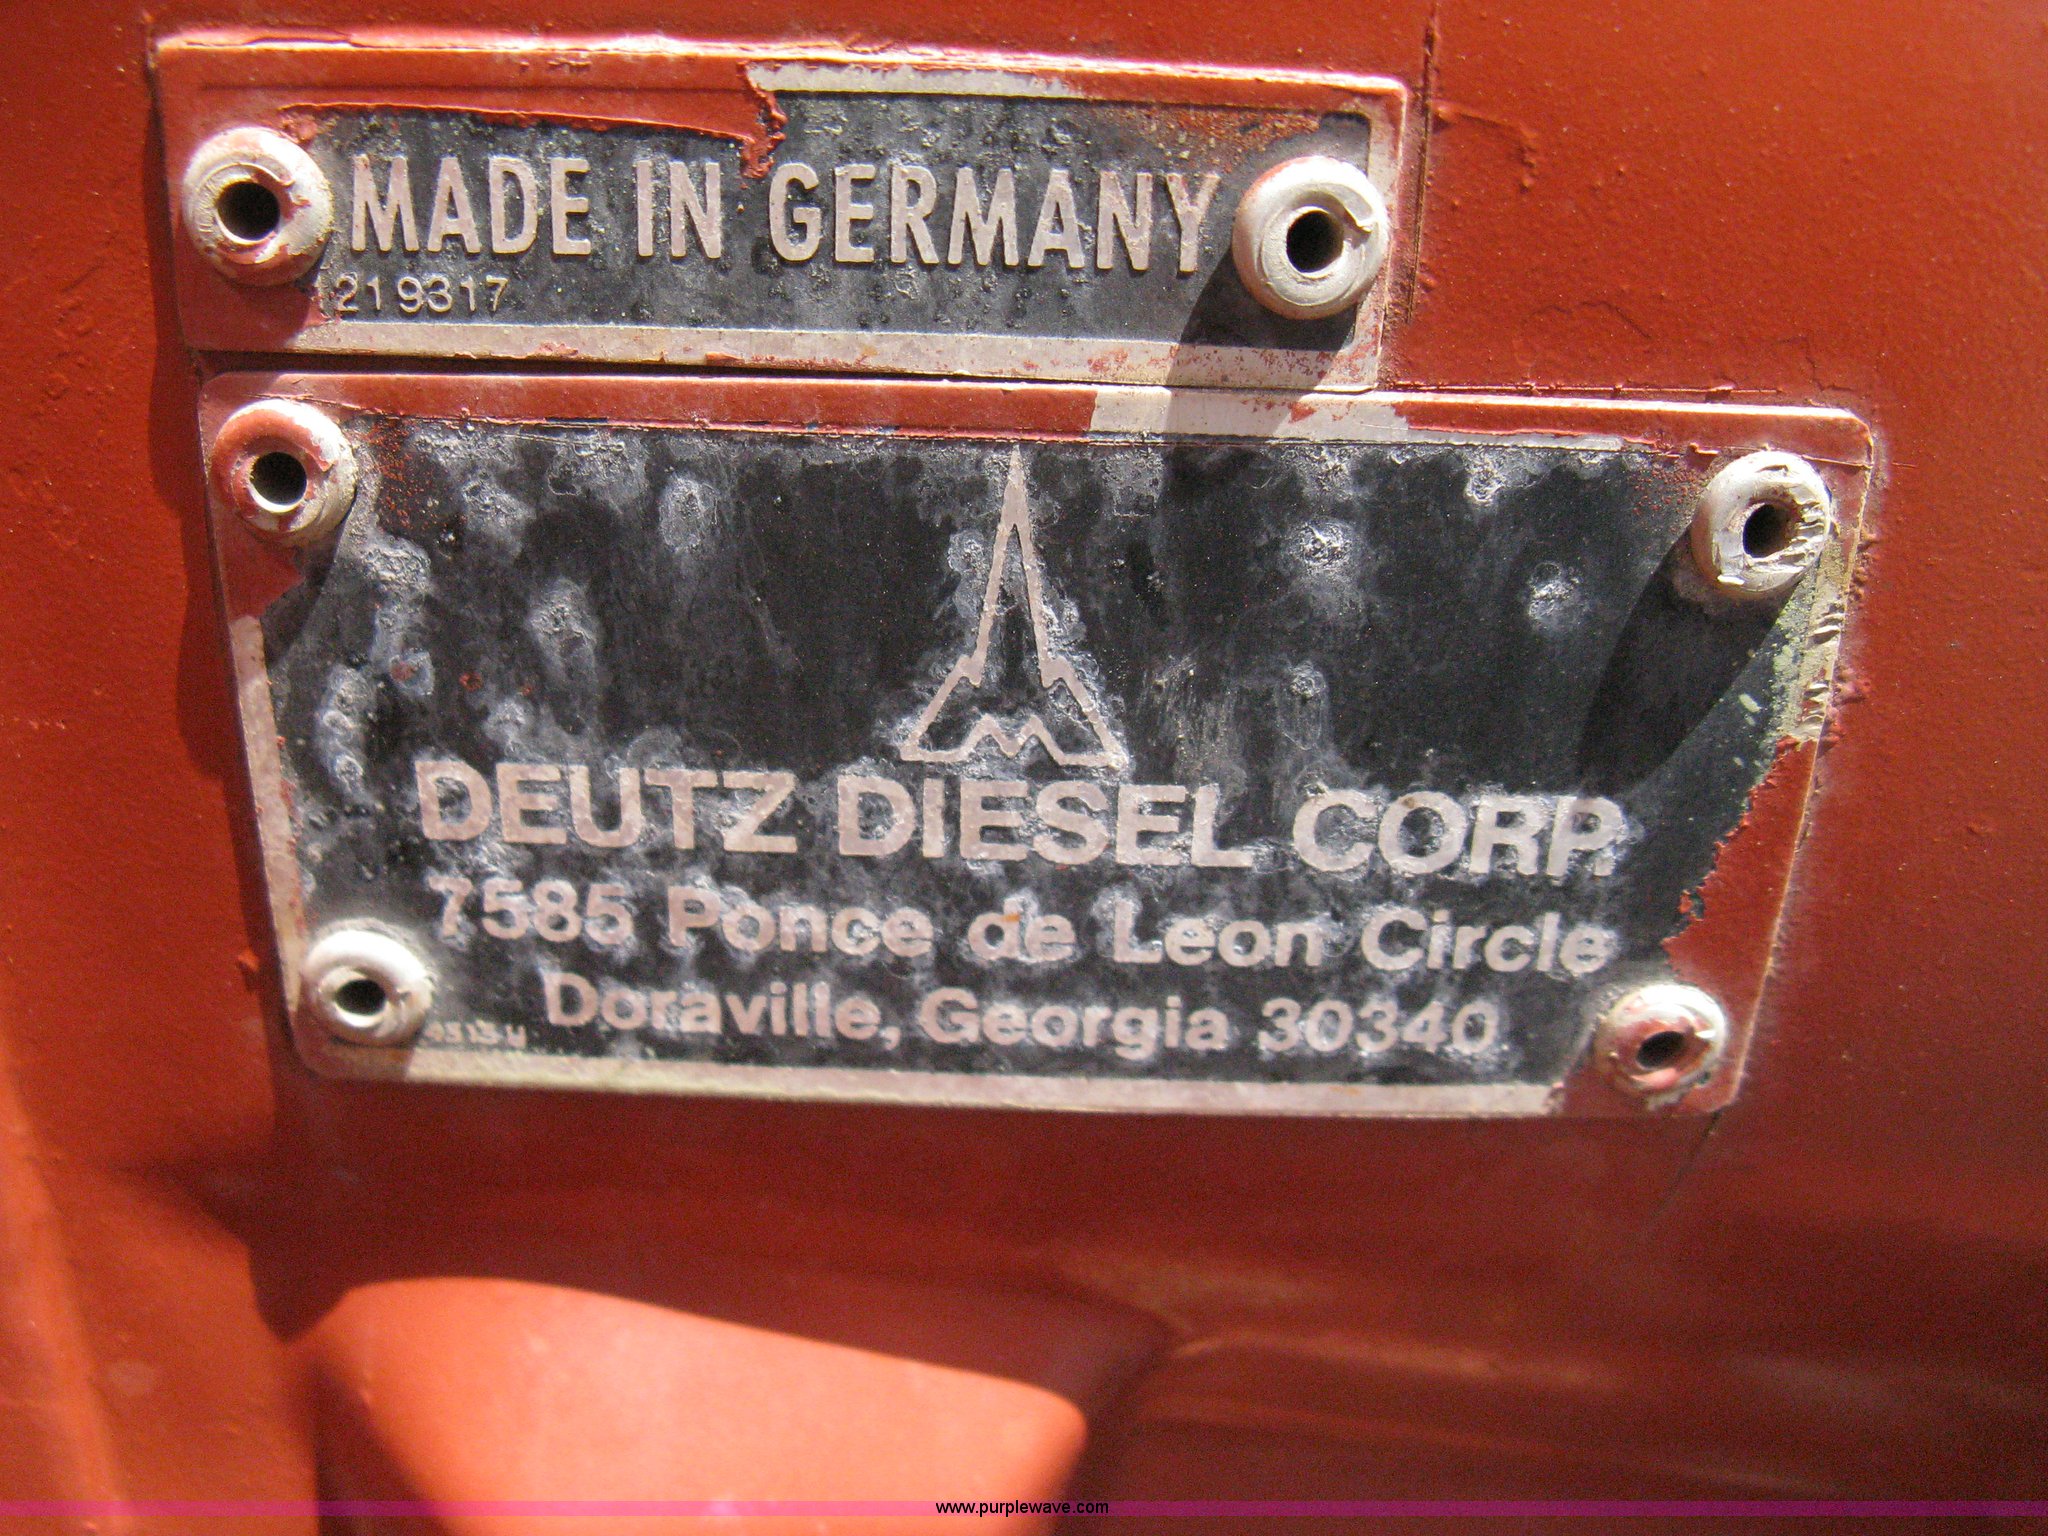 MADE IN GERMANY
219317
DEUTZ DIESEL CORP.
7585 Ponce de Leon Circle
Doraville, Georgia 30340
www.purplewave.com